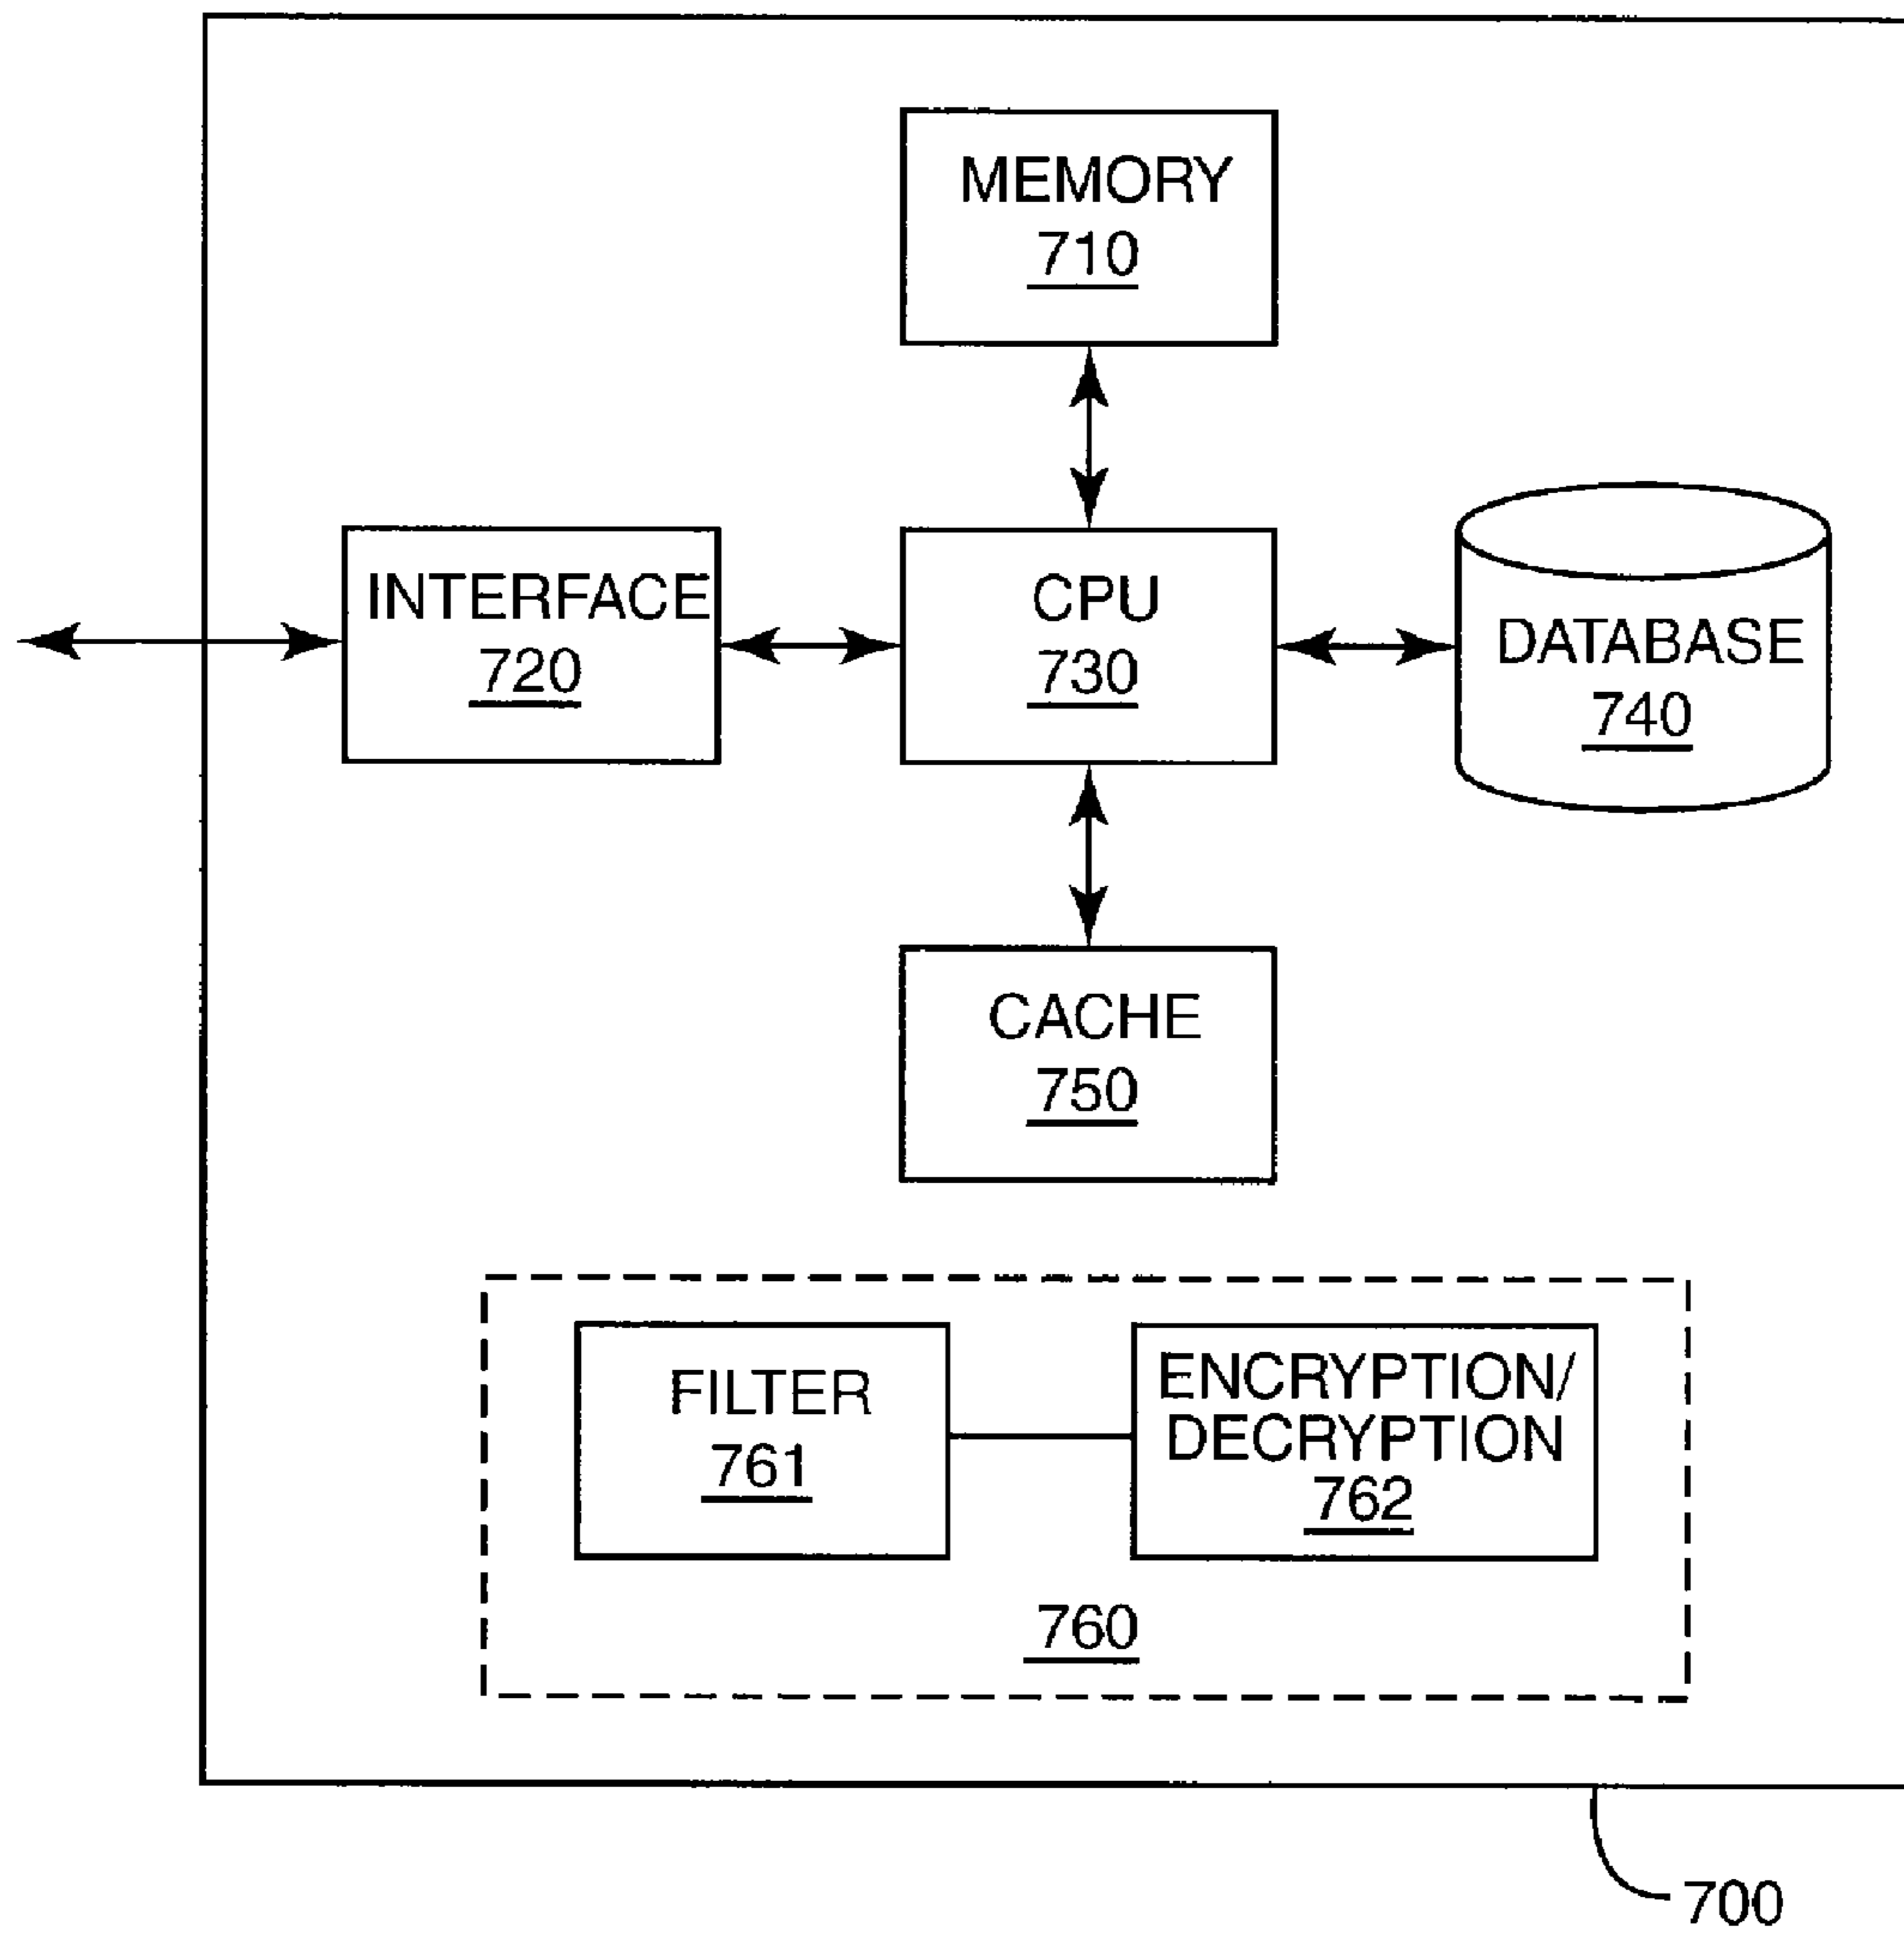 MEMORY
710
INTERFACE
720
CPU
730
DATABASE
740
CACHE
750
FILTER
761
ENCRYPTION/
DECRYPTION
762
760
700